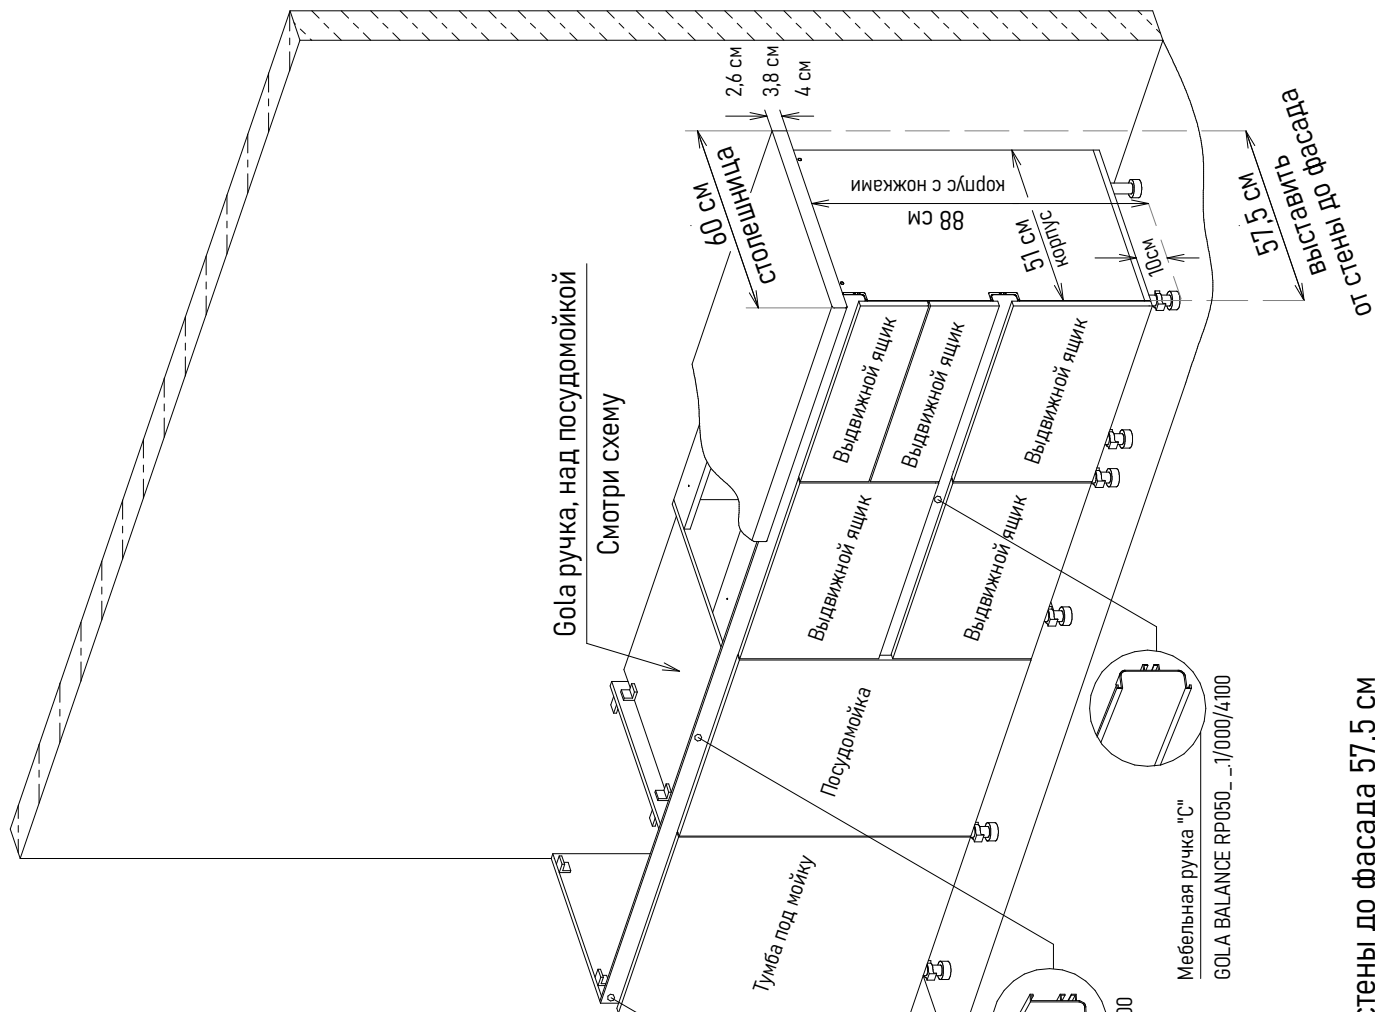 2,6 см
3,8 см
4 см
60 см
столешница
88 см
корпус с ножками
51 см
корпус
10см
57,5 см
выставить
от стены до фасада
Gola ручка, над посудомойкой
Смотри схему
Выдвижной ящик
Выдвижной ящик
Выдвижной ящик
Выдвижной ящик
Выдвижной ящик
Посудомойка
Тумба под мойку
Мебельная ручка "С"
GOLA BALANCE RP050_ _.1/000/4100
00
стены до фасада 57,5 см